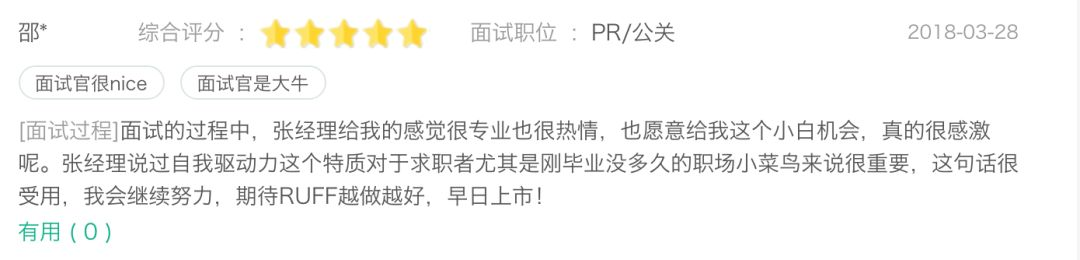 邵* 综合评分 : 面试职位 : PR/公关 2018-03-28
面试官很nice 面试官是大牛
[面试过程]面试的过程中，张经理给我的感觉很专业也很热情，也愿意给我这个小白机会，真的很感激
呢。张经理说过自我驱动力这个特质对于求职者尤其是刚毕业没多久的职场小菜鸟来说很重要，这句话很
受用，我会继续努力，期待RUFF越做越好，早日上市！
有用 ( 0 )